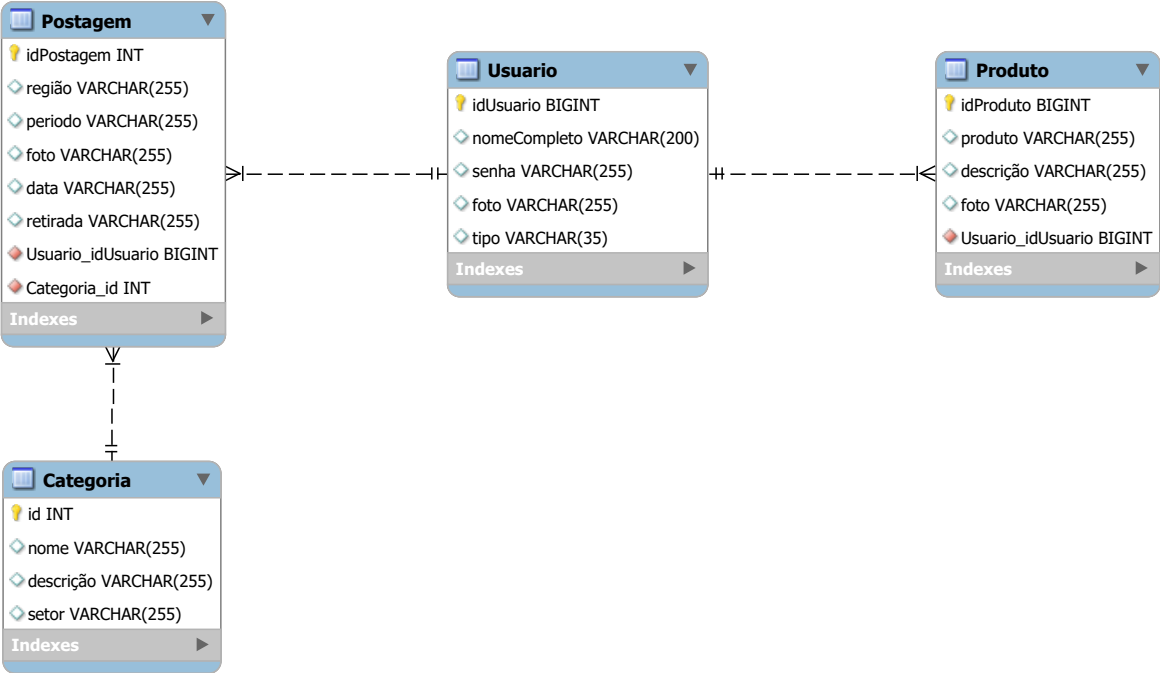 Postagem
idPostagem INT
região VARCHAR(255)
periodo VARCHAR(255)
foto VARCHAR(255)
data VARCHAR(255)
retirada VARCHAR(255)
Usuario_idUsuario BIGINT
Categoria_id INT
Indexes
Usuario
idUsuario BIGINT
nomeCompleto VARCHAR(200)
senha VARCHAR(255)
foto VARCHAR(255)
tipo VARCHAR(35)
Indexes
Produto
idProduto BIGINT
produto VARCHAR(255)
descrição VARCHAR(255)
foto VARCHAR(255)
Usuario_idUsuario BIGINT
Indexes
Categoria
id INT
nome VARCHAR(255)
descrição VARCHAR(255)
setor VARCHAR(255)
Indexes